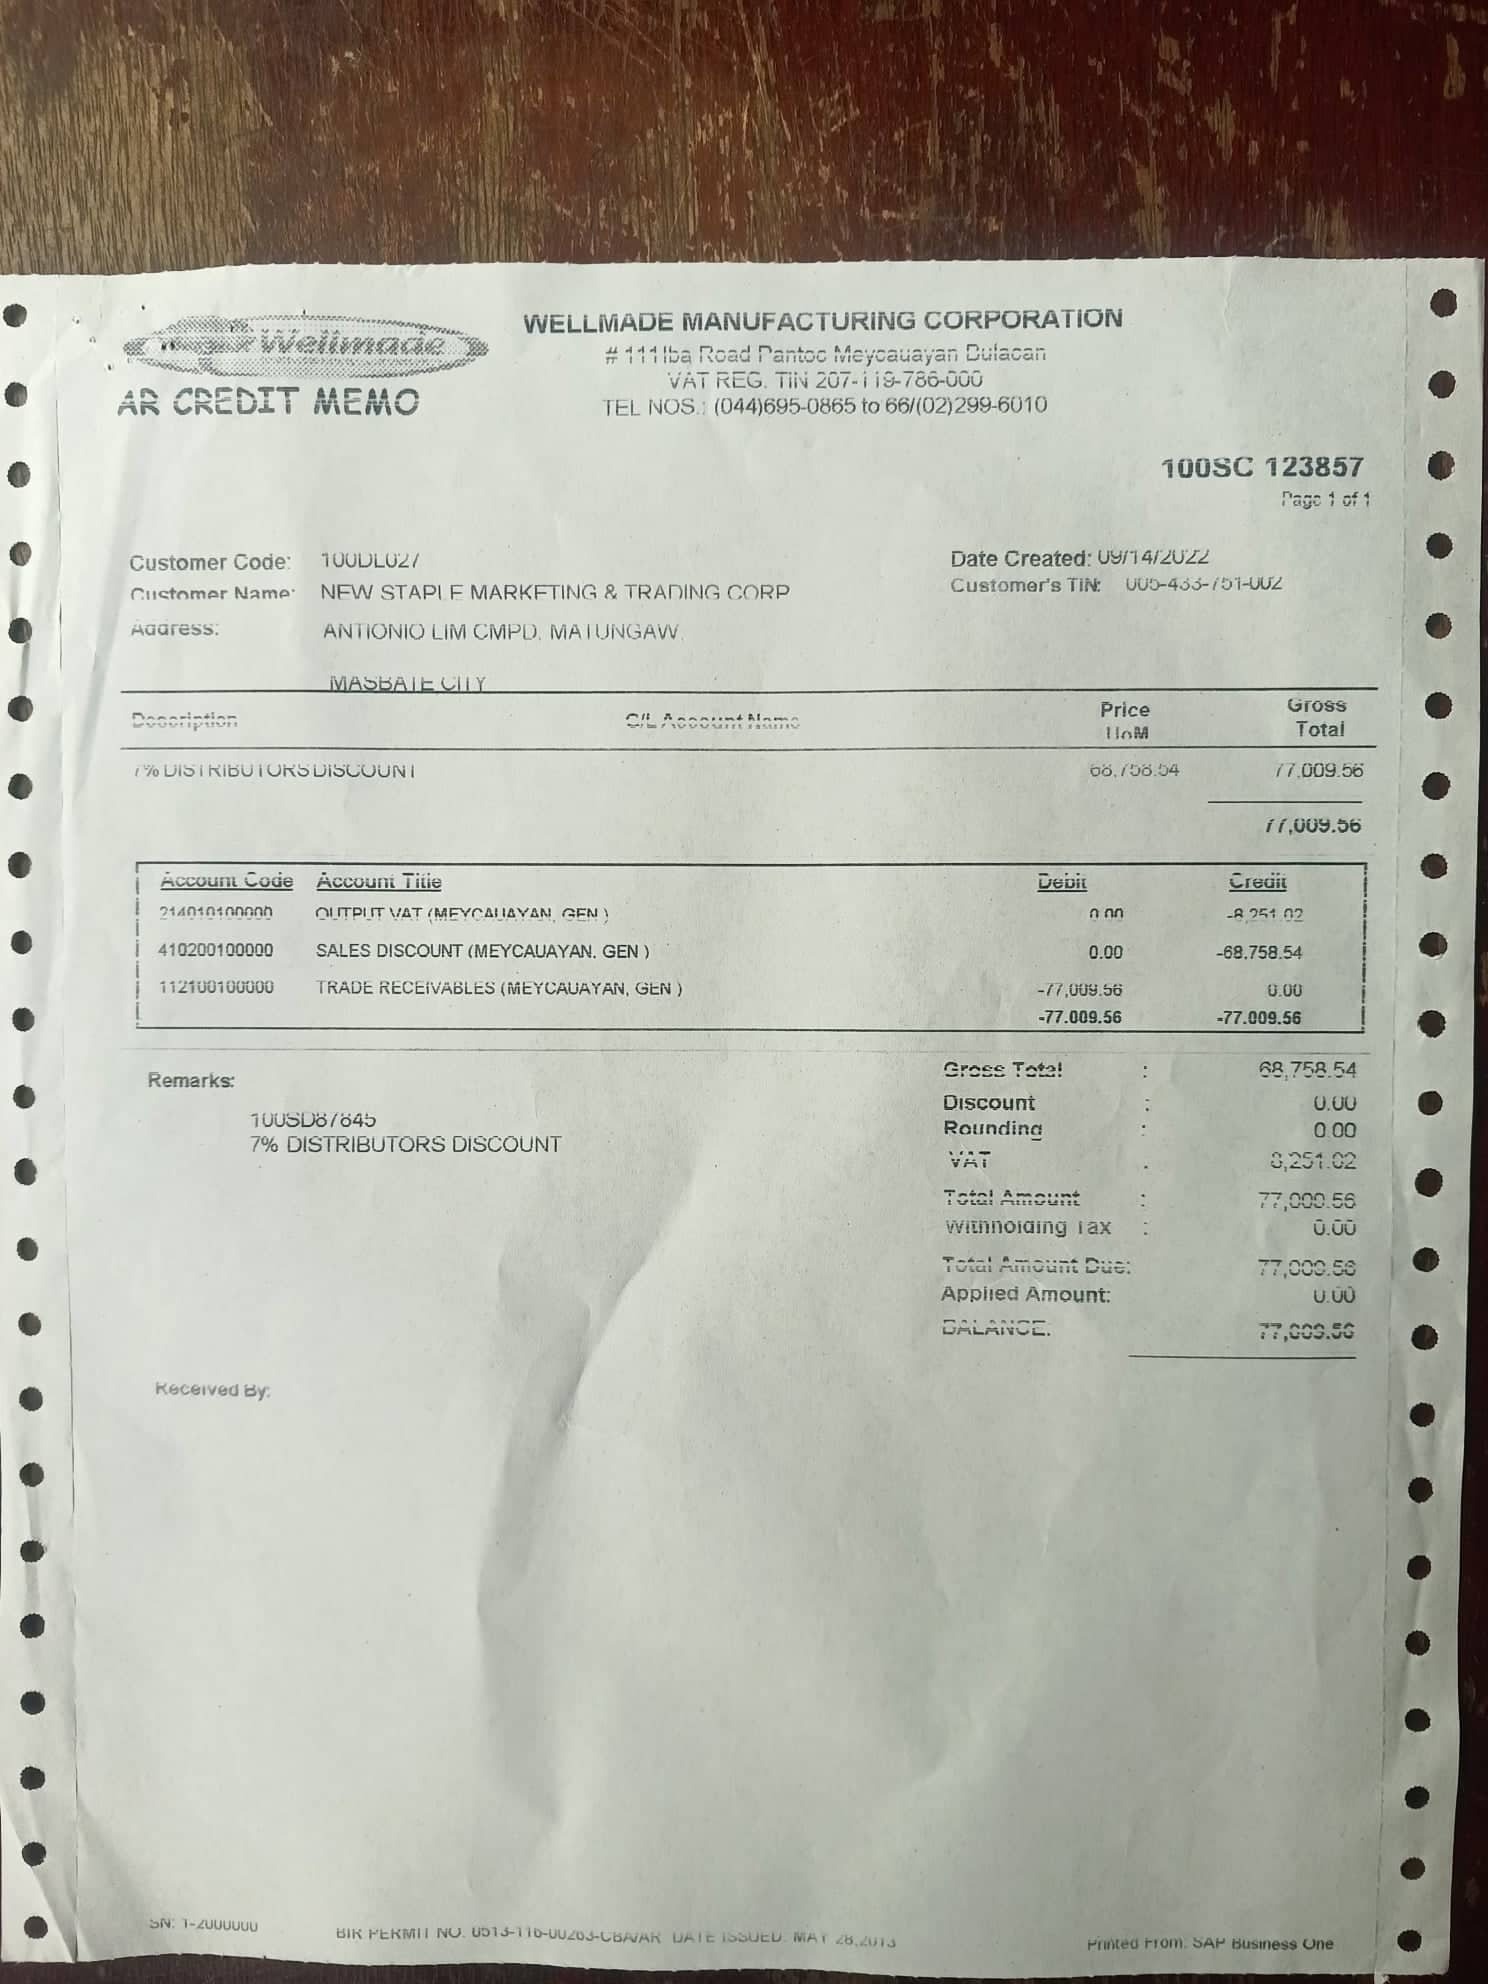 Wellmade
AR CREDIT MEMO
WELLMADE MANUFACTURING CORPORATION
# 111 Iba Road Pantoc Meycauayan Bulacan
VAT REG. TIN 207-119-786-000
TEL NOS.: (044)695-0865 to 66/(02)299-6010
100SC 123857
Page 1 of 1
Customer Code: 100DL027
Date Created: 09/14/2022
Customer Name: NEW STAPLE MARKETING & TRADING CORP
Customer's TIN: 005-433-751-002
Address: ANTIONIO LIM CMPD. MATUNGAW,
MASBATE CITY
Description G/L Account Name Price UoM Gross Total
7% DISTRIBUTORS DISCOUNT 68,758.54 77,009.56
77,009.56
Account Code Account Title Debit Credit
214010100000 OUTPUT VAT (MEYCAUAYAN, GEN ) 0.00 -8,251.02
410200100000 SALES DISCOUNT (MEYCAUAYAN, GEN ) 0.00 -68,758.54
112100100000 TRADE RECEIVABLES (MEYCAUAYAN, GEN ) -77,009.56 0.00
-77,009.56 -77,009.56
Remarks:
100SD87845
7% DISTRIBUTORS DISCOUNT
Gross Total : 68,758.54
Discount : 0.00
Rounding : 0.00
VAT : 8,251.02
Total Amount : 77,009.56
Withholding Tax : 0.00
Total Amount Due: 77,009.56
Applied Amount: 0.00
BALANCE: 77,009.56
Received By:
SN: 1-2000000
BIR PERMIT NO. 0513-116-00263-CBA/AR DATE ISSUED: MAY 28,2013
Printed From: SAP Business One